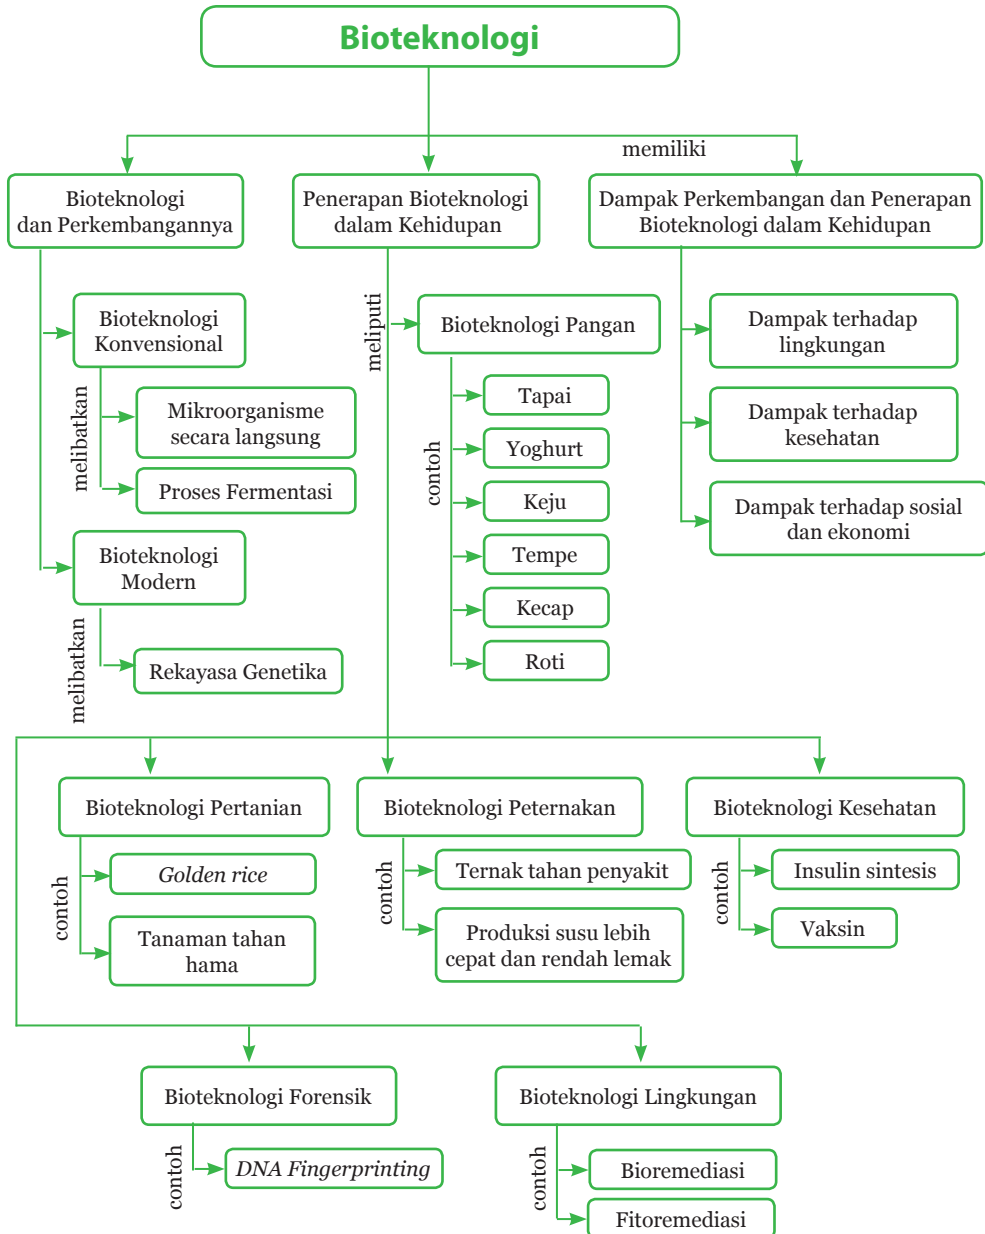 Bioteknologi
memiliki
Bioteknologi
dan Perkembangannya
Penerapan Bioteknologi
dalam Kehidupan
Dampak Perkembangan dan Penerapan
Bioteknologi dalam Kehidupan
Bioteknologi
Konvensional
melibatkan
Mikroorganisme
secara langsung
Proses Fermentasi
Bioteknologi
Modern
melibatkan
Rekayasa Genetika
meliputi
Bioteknologi Pangan
contoh
Tapai
Yoghurt
Keju
Tempe
Kecap
Roti
Dampak terhadap
lingkungan
Dampak terhadap
kesehatan
Dampak terhadap sosial
dan ekonomi
Bioteknologi Pertanian
contoh
Golden rice
Tanaman tahan
hama
Bioteknologi Peternakan
contoh
Ternak tahan penyakit
Produksi susu lebih
cepat dan rendah lemak
Bioteknologi Kesehatan
contoh
Insulin sintesis
Vaksin
Bioteknologi Forensik
contoh
DNA Fingerprinting
Bioteknologi Lingkungan
contoh
Bioremediasi
Fitoremediasi